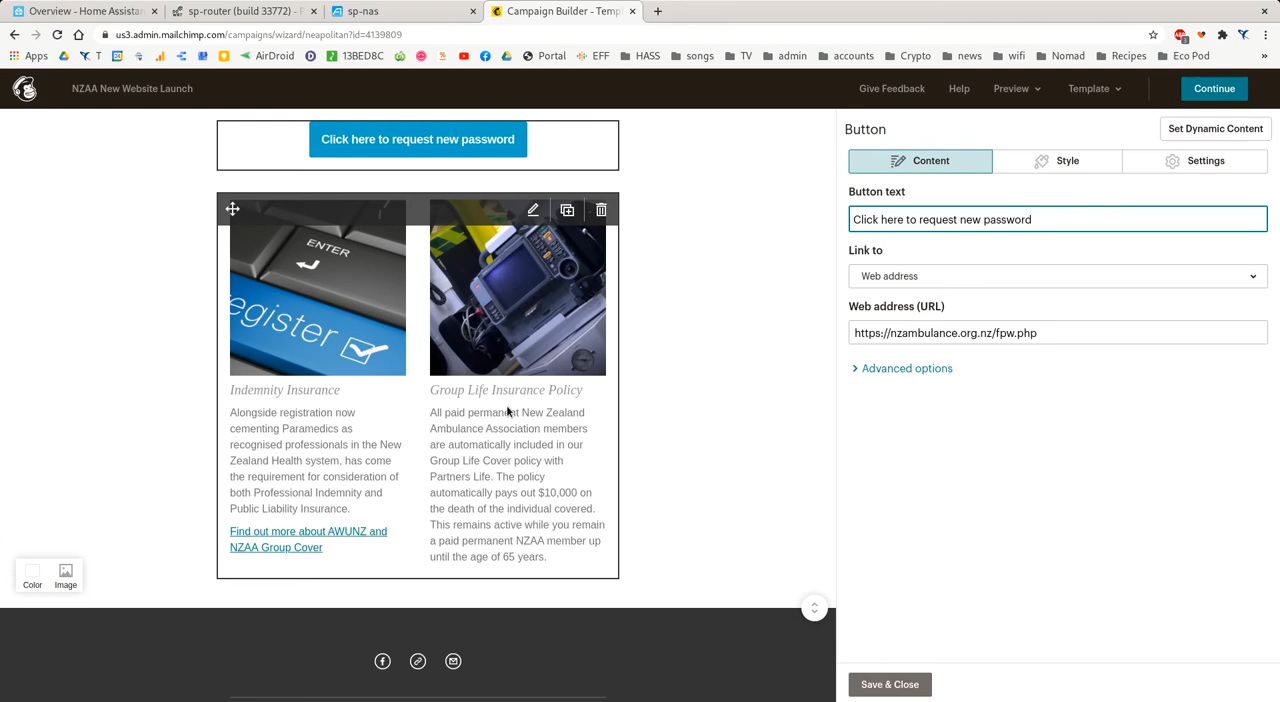 Overview - Home Assistan
sp-router (build 33772) - P
sp-nas
Campaign Builder - Temp
us3.admin.mailchimp.com/campaigns/wizard/neapolitan?id=4139809
Apps
T
AirDroid
13BED8C
Portal
EFF
HASS
songs
TV
admin
accounts
Crypto
news
wifi
Nomad
Recipes
Eco Pod
NZAA New Website Launch
Give Feedback
Help
Preview
Template
Continue
Click here to request new password
ENTER
register
Indemnity Insurance
Alongside registration now
cementing Paramedics as
recognised professionals in the New
Zealand Health system, has come
the requirement for consideration of
both Professional Indemnity and
Public Liability Insurance.
Find out more about AWUNZ and
NZAA Group Cover
Group Life Insurance Policy
All paid permanent New Zealand
Ambulance Association members
are automatically included in our
Group Life Cover policy with
Partners Life. The policy
automatically pays out $10,000 on
the death of the individual covered.
This remains active while you remain
a paid permanent NZAA member up
until the age of 65 years.
Color
Image
Button
Set Dynamic Content
Content
Style
Settings
Button text
Click here to request new password
Link to
Web address
Web address (URL)
https://nzambulance.org.nz/fpw.php
Advanced options
Save & Close